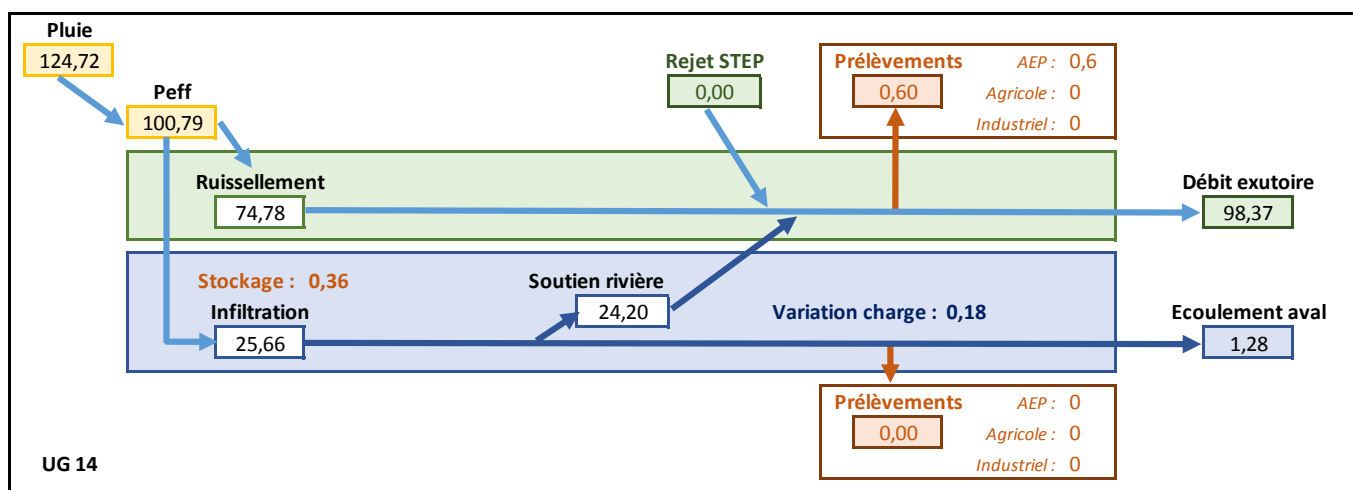 Pluie
124,72
Peff
100,79
Rejet STEP
0,00
Prélèvements AEP : 0,6
0,60 Agricole : 0
Industriel : 0
Ruissellement
74,78
Débit exutoire
98,37
Stockage : 0,36
Infiltration
25,66
Soutien rivière
24,20
Variation charge : 0,18
Ecoulement aval
1,28
Prélèvements AEP : 0
0,00 Agricole : 0
Industriel : 0
UG 14